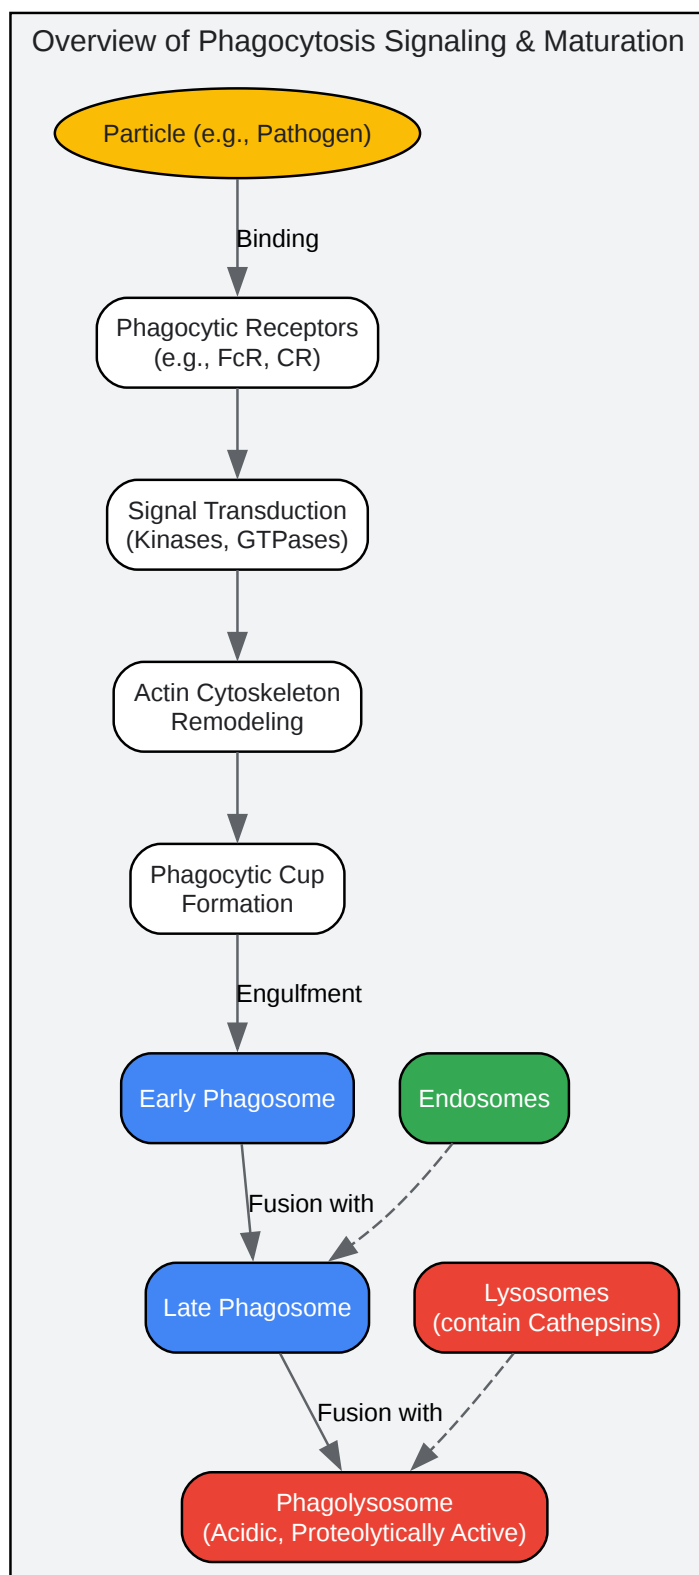 Overview of Phagocytosis Signaling & Maturation
Particle (e.g., Pathogen)
Binding
Phagocytic Receptors
(e.g., FcR, CR)
Signal Transduction
(Kinases, GTPases)
Actin Cytoskeleton
Remodeling
Phagocytic Cup
Formation
Engulfment
Early Phagosome
Endosomes
Fusion with
Late Phagosome
Lysosomes
(contain Cathepsins)
Fusion with
Phagolysosome
(Acidic, Proteolytically Active)